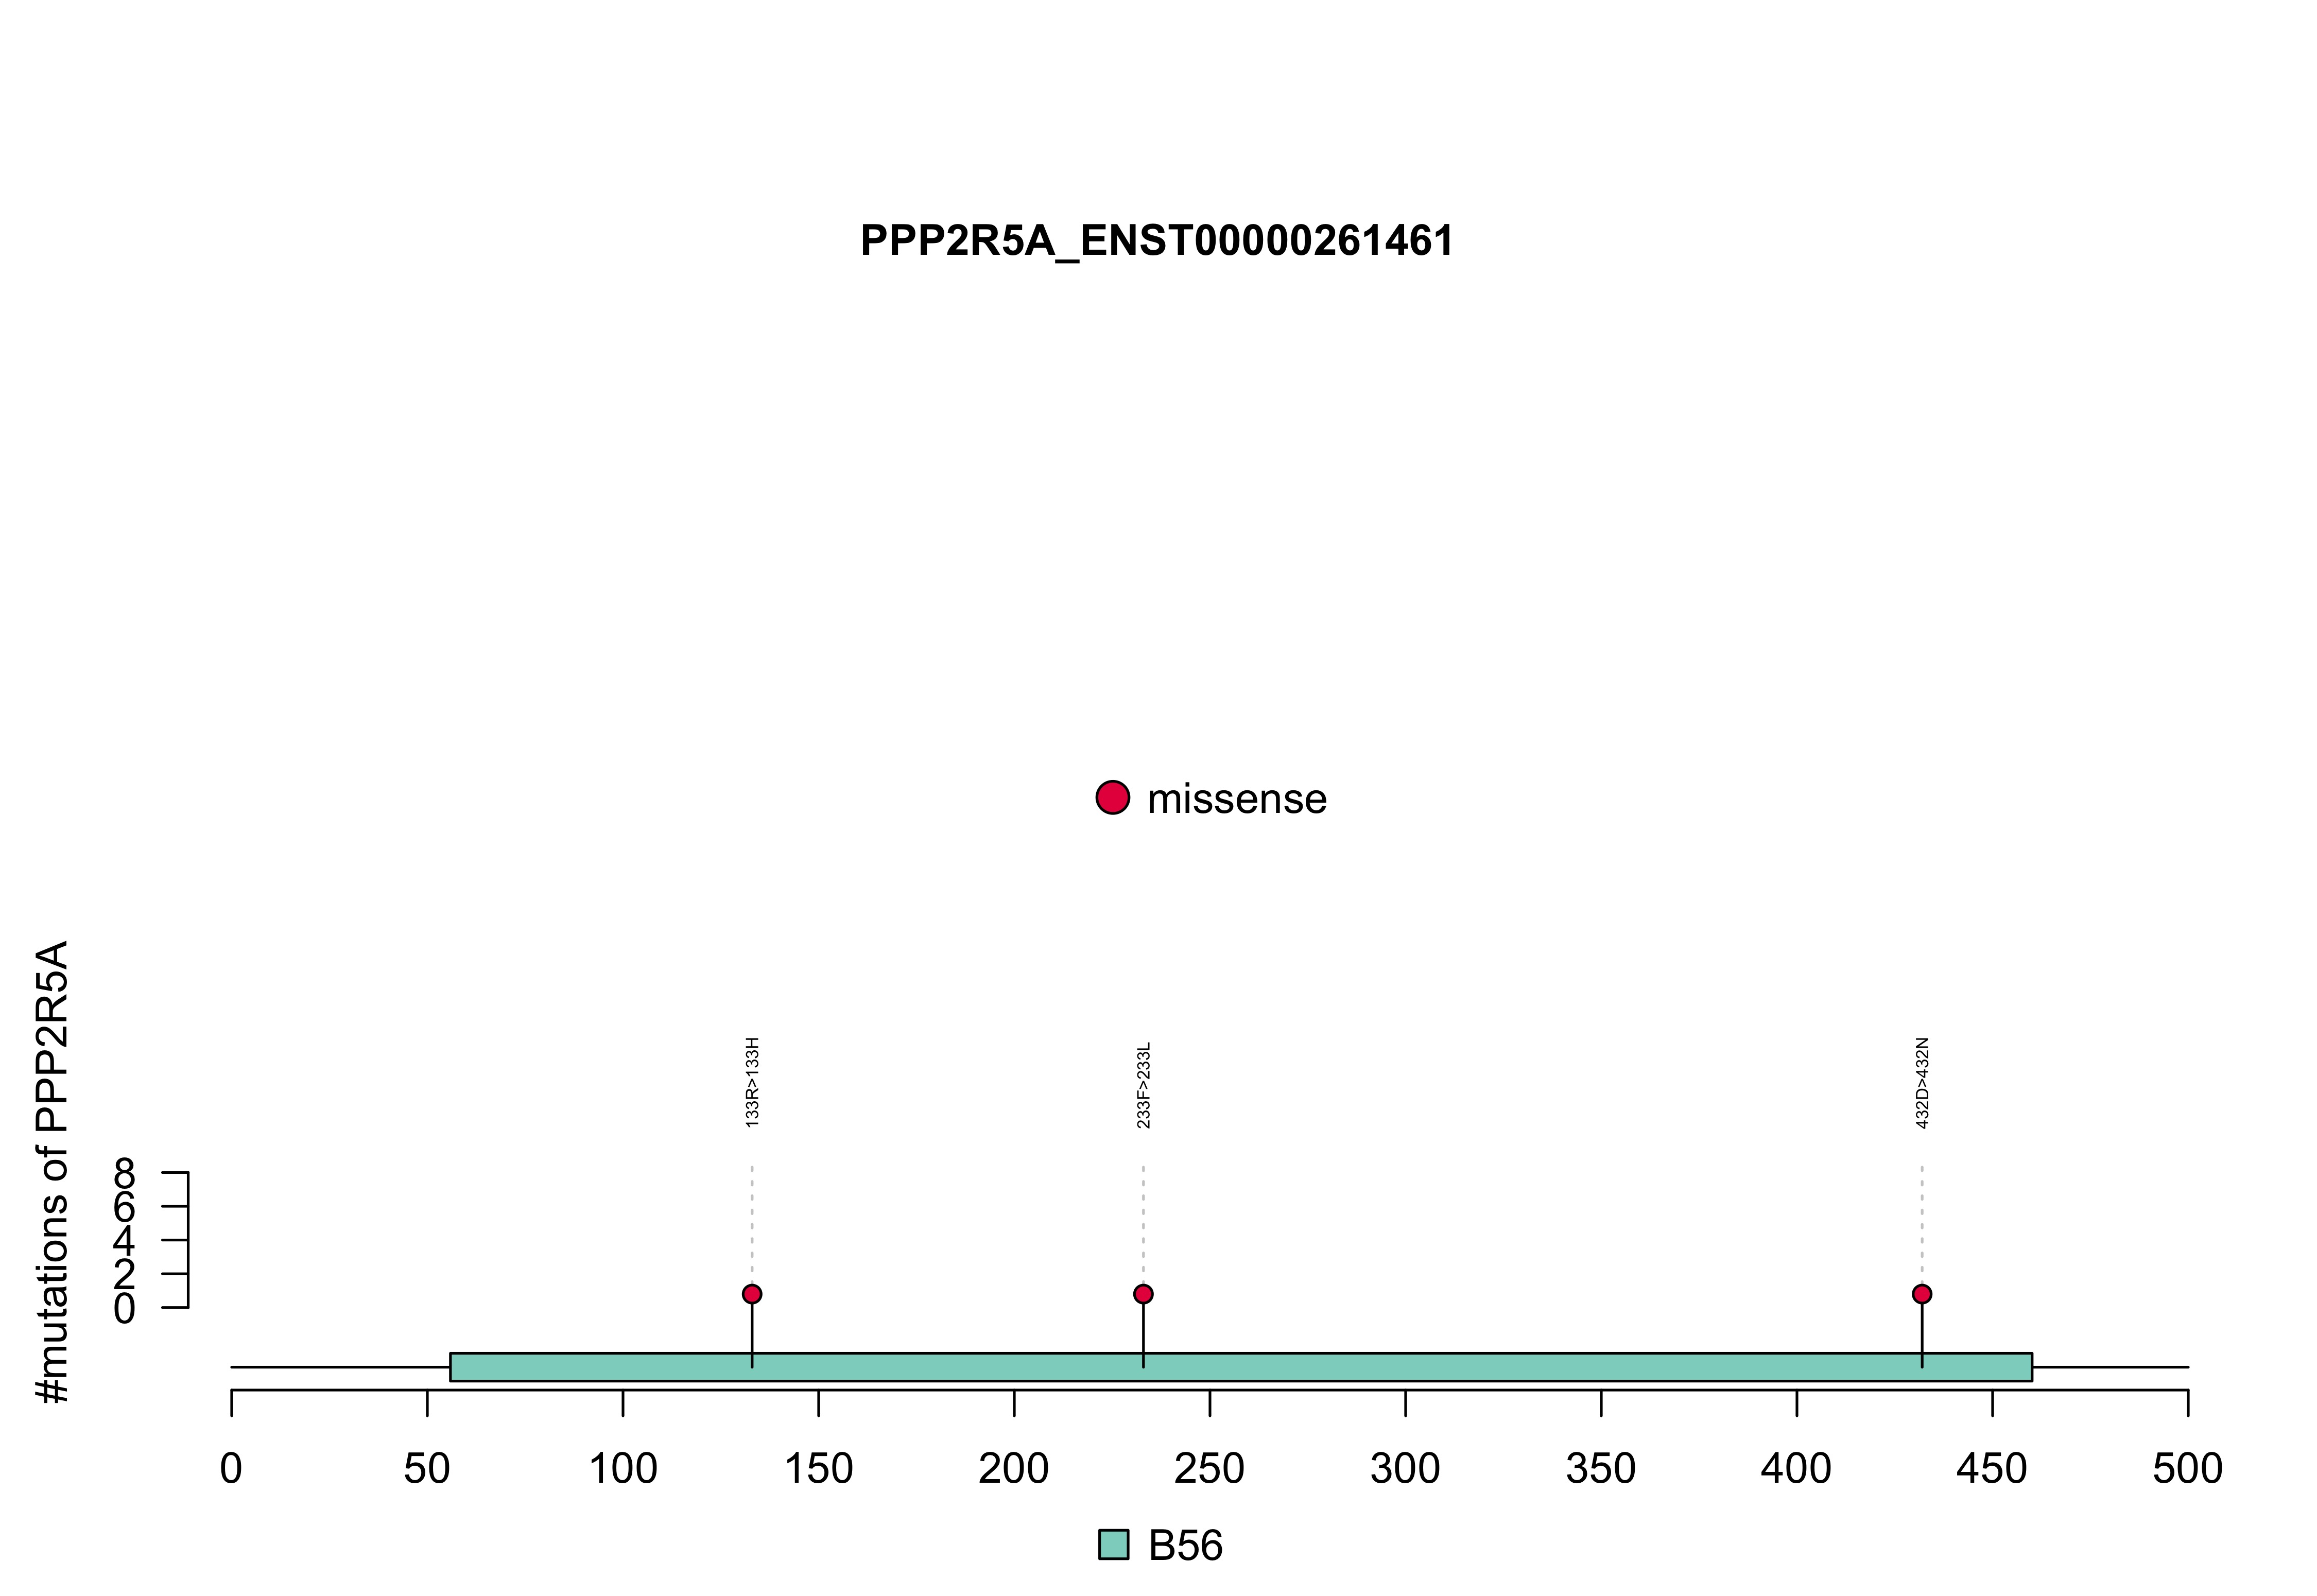 PPP2R5A_ENST00000261461
missense
#mutations of PPP2R5A
133R>133H
233F>233L
432D>432N
8
6
4
2
0
0 50 100 150 200 250 300 350 400 450 500
B56